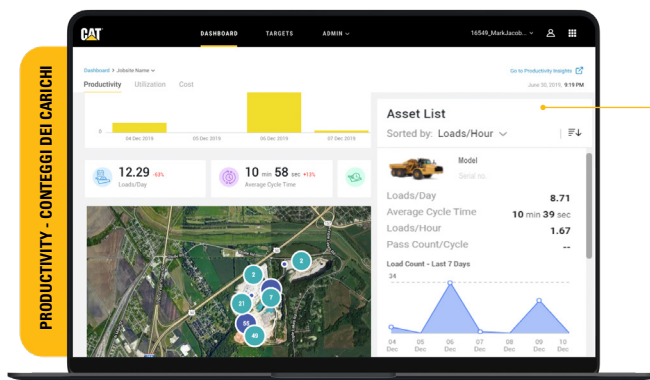 PRODUCTIVITY - CONTEGGI DEI CARICHI
CAT
DASHBOARD TARGETS ADMIN
16549_MarkJacob...
Dashboard > Jobsite Name
Go to Productivity Insights
Productivity Utilization Cost
June 30, 2019, 9:19 PM
0
04 Dec 2019 05 Dec 2019 06 Dec 2019 07 Dec 2019
12.29 -63%
Loads/Day
10 min 58 sec +13%
Average Cycle Time
2
2
21
7
58
49
Asset List
Sorted by: Loads/Hour
Model
Serial no.
Loads/Day 8.71
Average Cycle Time 10 min 39 sec
Loads/Hour 1.67
Pass Count/Cycle --
Load Count - Last 7 Days
34
04 05 06 07 08 09 10
Dec Dec Dec Dec Dec Dec Dec